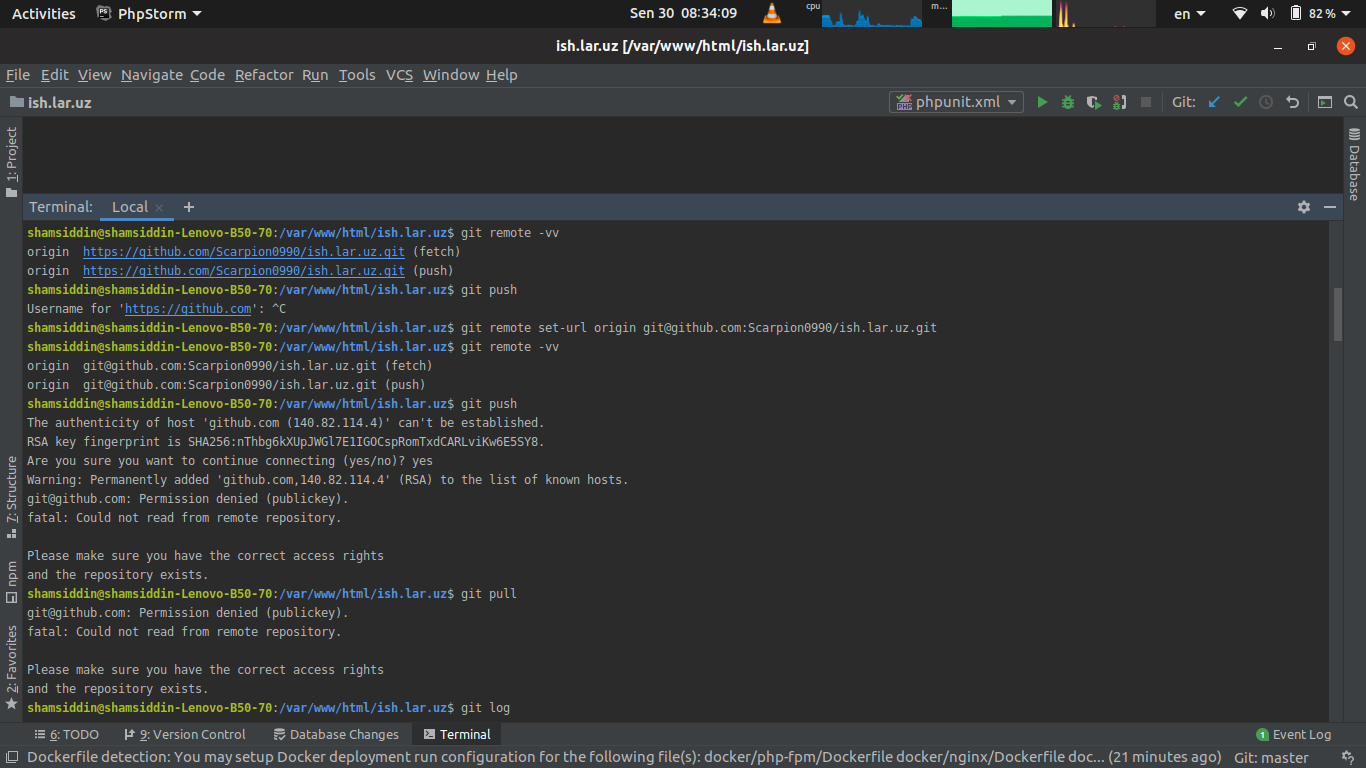 Activities PhpStorm Sen 30 08:34:09 cpu m... en 82 %
ish.lar.uz [/var/www/html/ish.lar.uz]
File Edit View Navigate Code Refactor Run Tools VCS Window Help
ish.lar.uz phpunit.xml Git:
1: Project
Database
Terminal: Local × +
shamsiddin@shamsiddin-Lenovo-B50-70:/var/www/html/ish.lar.uz$ git remote -vv
origin https://github.com/Scarpion0990/ish.lar.uz.git (fetch)
origin https://github.com/Scarpion0990/ish.lar.uz.git (push)
shamsiddin@shamsiddin-Lenovo-B50-70:/var/www/html/ish.lar.uz$ git push
Username for 'https://github.com': ^C
shamsiddin@shamsiddin-Lenovo-B50-70:/var/www/html/ish.lar.uz$ git remote set-url origin git@github.com:Scarpion0990/ish.lar.uz.git
shamsiddin@shamsiddin-Lenovo-B50-70:/var/www/html/ish.lar.uz$ git remote -vv
origin git@github.com:Scarpion0990/ish.lar.uz.git (fetch)
origin git@github.com:Scarpion0990/ish.lar.uz.git (push)
shamsiddin@shamsiddin-Lenovo-B50-70:/var/www/html/ish.lar.uz$ git push
The authenticity of host 'github.com (140.82.114.4)' can't be established.
RSA key fingerprint is SHA256:nThbg6kXUpJWGl7E1IGOCspRomTxdCARLviKw6E5SY8.
Are you sure you want to continue connecting (yes/no)? yes
Warning: Permanently added 'github.com,140.82.114.4' (RSA) to the list of known hosts.
git@github.com: Permission denied (publickey).
fatal: Could not read from remote repository.
Please make sure you have the correct access rights
and the repository exists.
shamsiddin@shamsiddin-Lenovo-B50-70:/var/www/html/ish.lar.uz$ git pull
git@github.com: Permission denied (publickey).
fatal: Could not read from remote repository.
Please make sure you have the correct access rights
and the repository exists.
shamsiddin@shamsiddin-Lenovo-B50-70:/var/www/html/ish.lar.uz$ git log
7: Structure
npm
2: Favorites
6: TODO 9: Version Control Database Changes Terminal 1 Event Log
Dockerfile detection: You may setup Docker deployment run configuration for the following file(s): docker/php-fpm/Dockerfile docker/nginx/Dockerfile doc... (21 minutes ago) Git: master